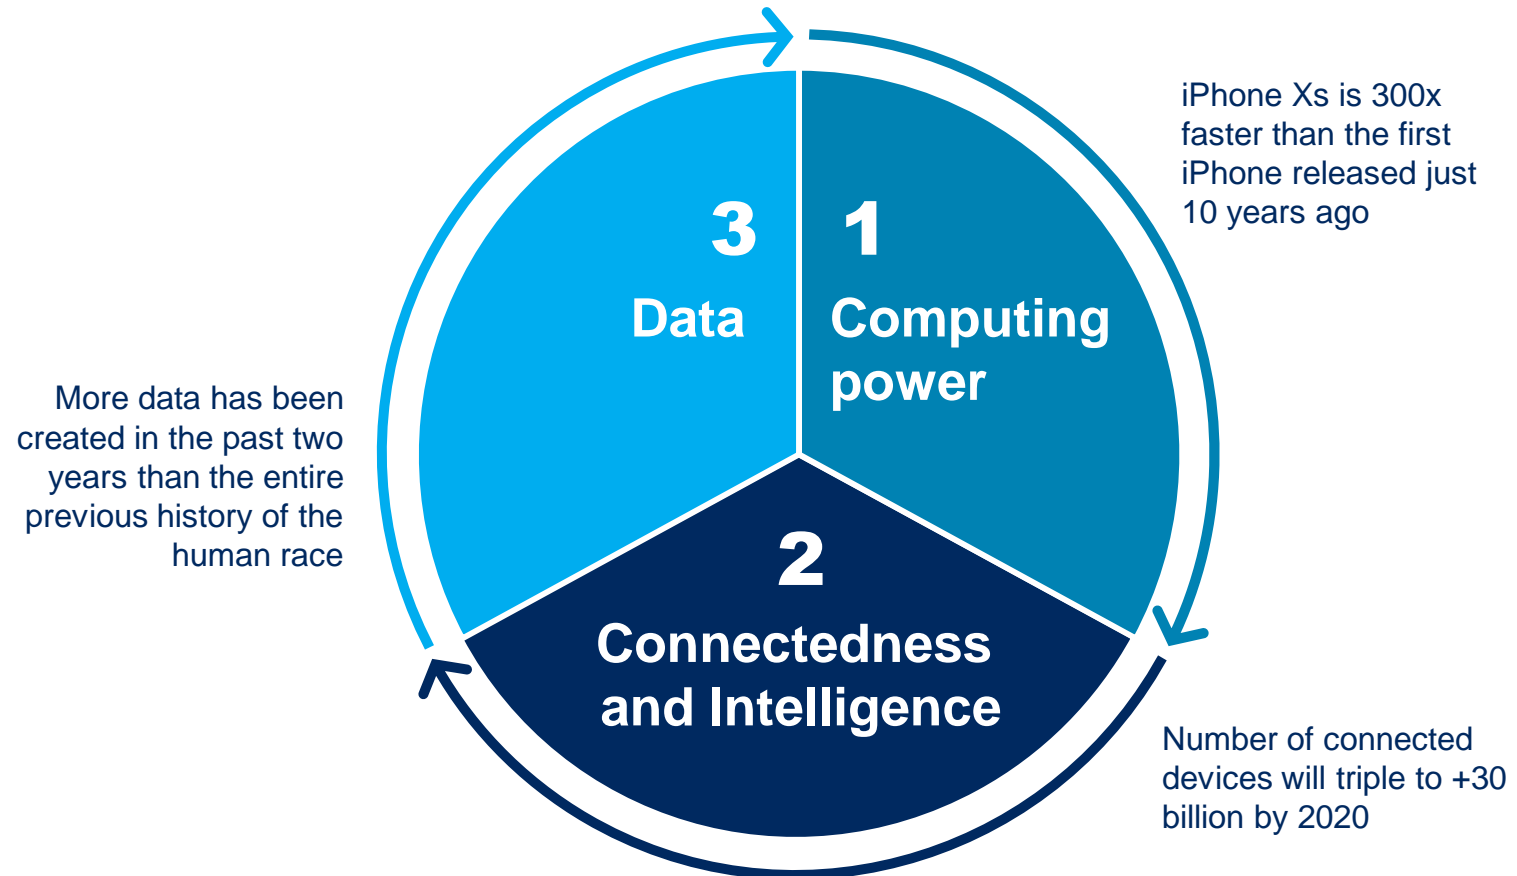 1
Computing
power
iPhone Xs is 300x
faster than the first
iPhone released just
10 years ago
2
Connectedness
and Intelligence
Number of connected
devices will triple to +30
billion by 2020
3
Data
More data has been
created in the past two
years than the entire
previous history of the
human race